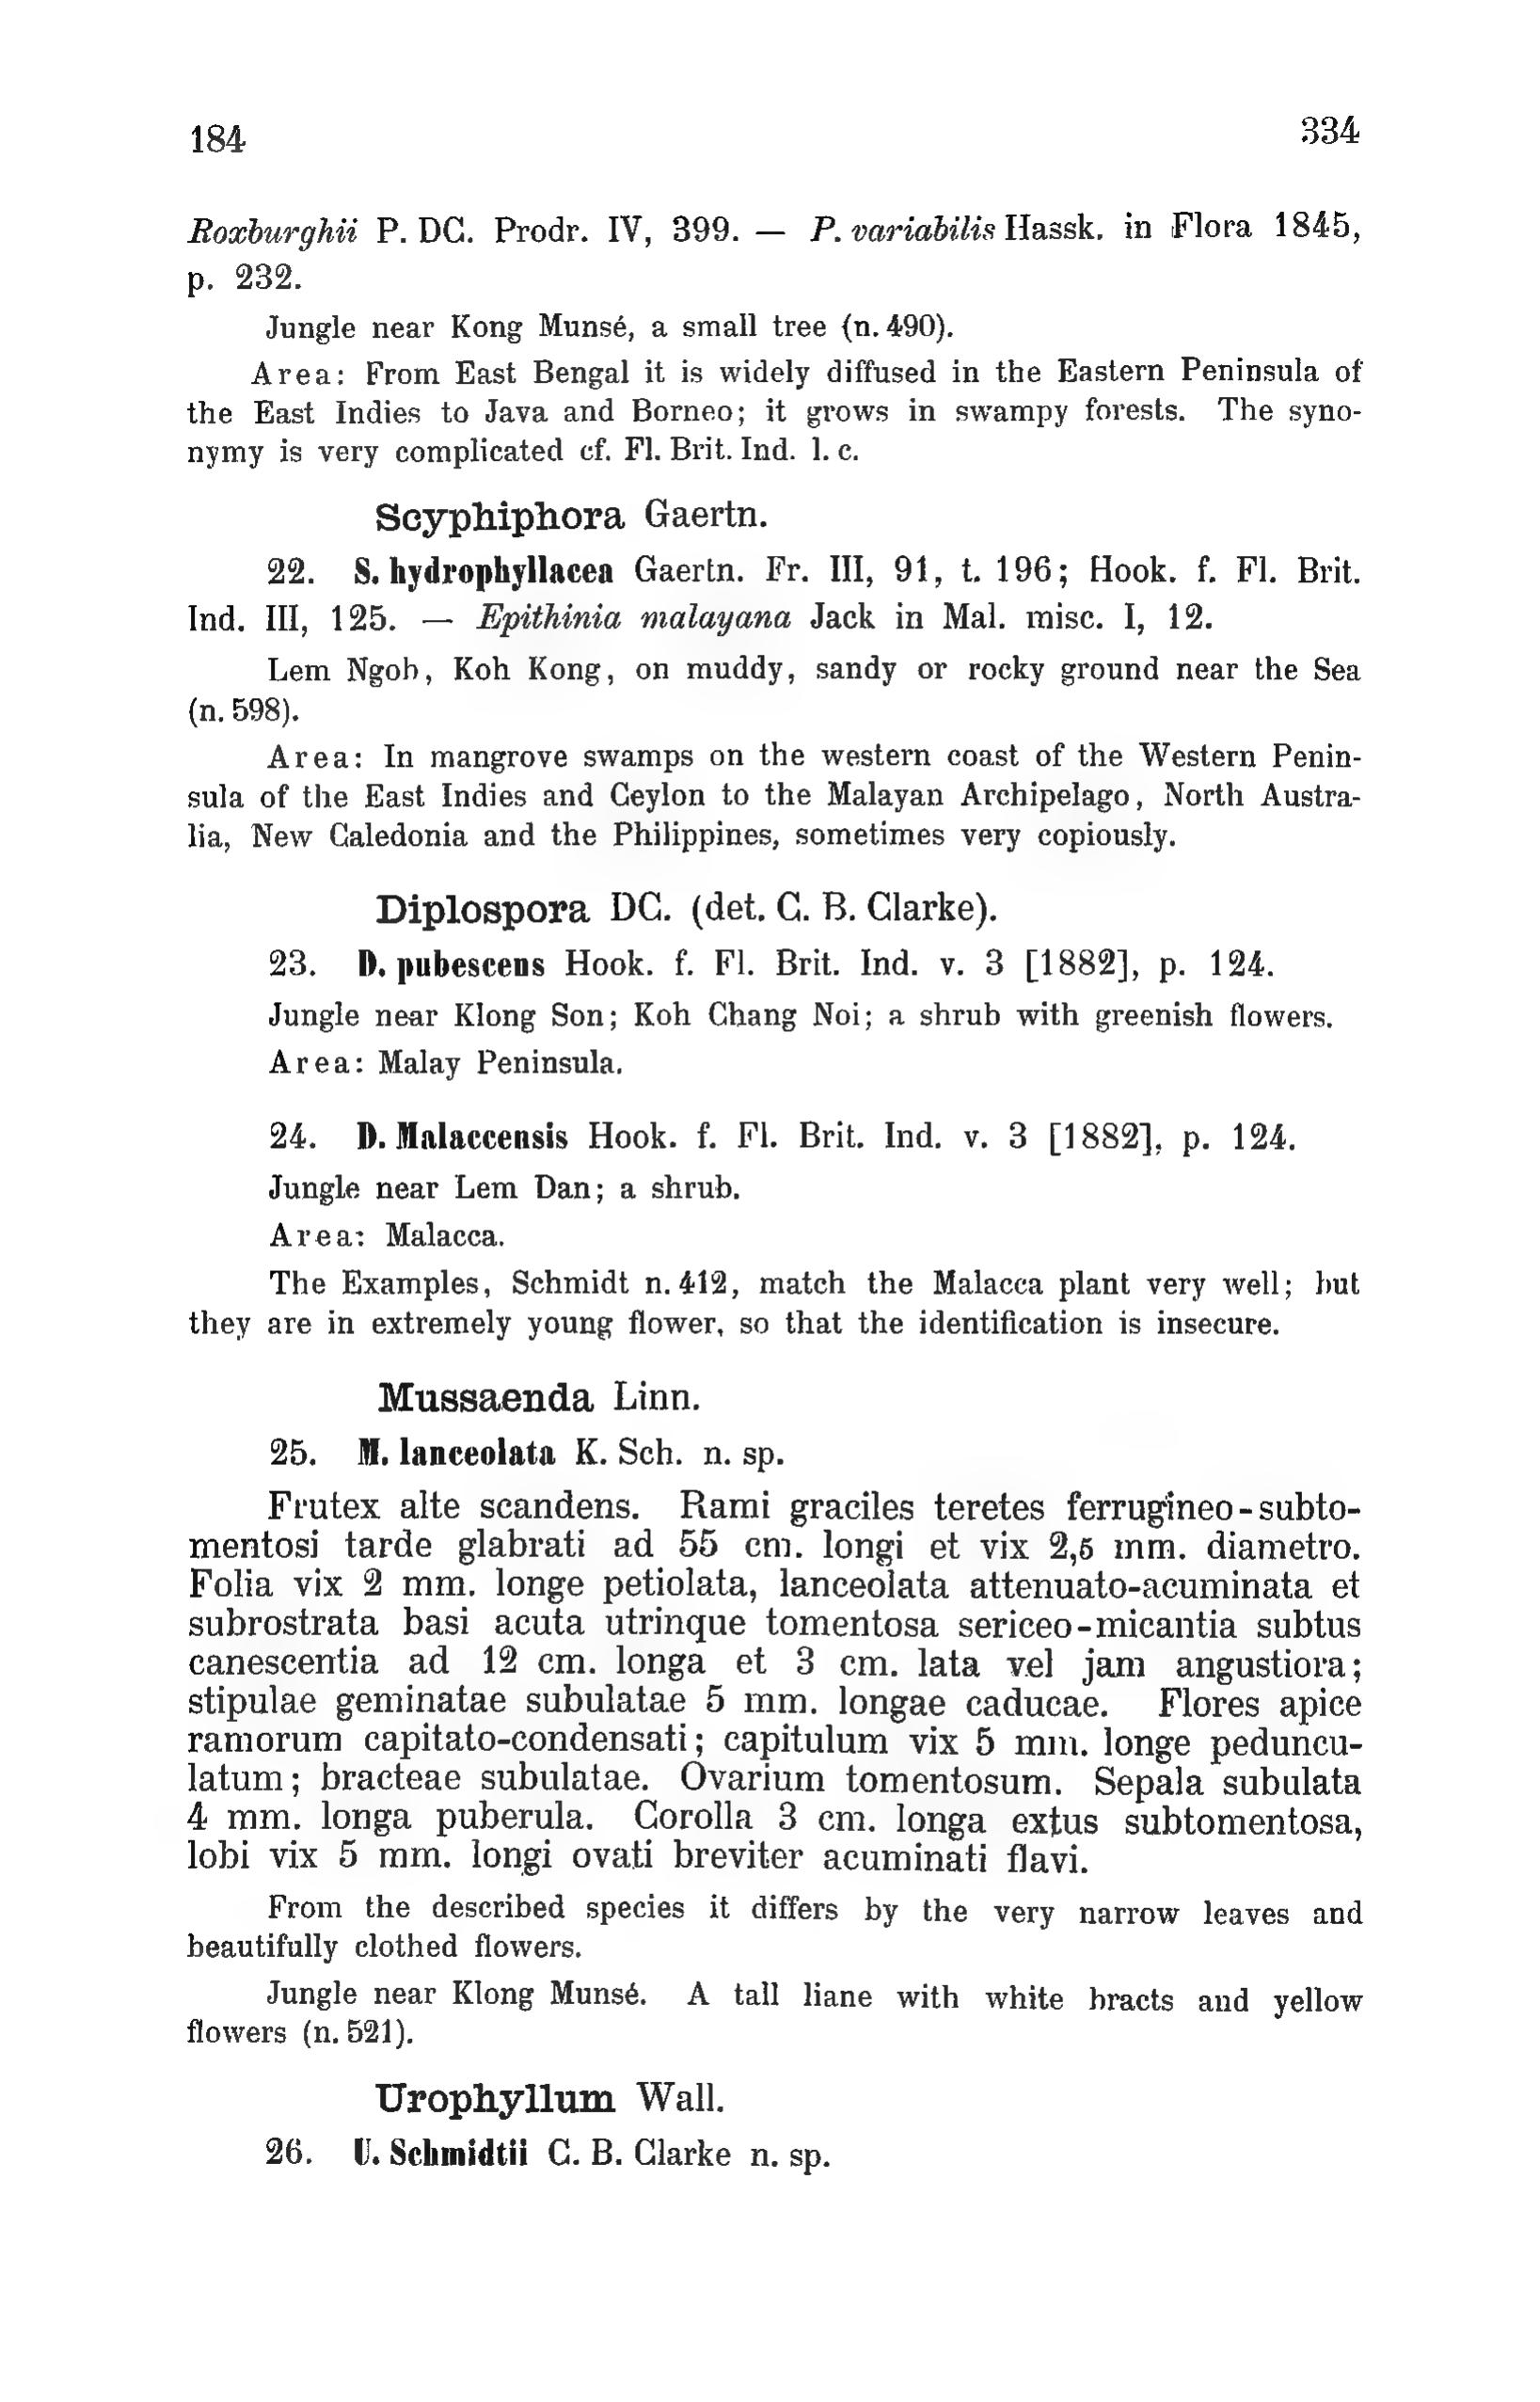 184 334
Roxburghii P. DC. Prodr. IV, 399. — P. variabilis Hassk. in Flora 1845,
p. 232.
Jungle near Kong Munsé, a small tree (n. 490).
Area: From East Bengal it is widely diffused in the Eastern Peninsula of
the East Indies to Java and Borneo; it grows in swampy forests. The syno-
nymy is very complicated cf. Fl. Brit. Ind. l. c.
Scyphiphora Gaertn.
22. S. hydrophyllacea Gaertn. Fr. III, 91, t. 196; Hook. f. Fl. Brit.
Ind. III, 125. — Epithinia malayana Jack in Mal. misc. I, 12.
Lem Ngob, Koh Kong, on muddy, sandy or rocky ground near the Sea
(n. 598).
Area: In mangrove swamps on the western coast of the Western Penin-
sula of the East Indies and Ceylon to the Malayan Archipelago, North Austra-
lia, New Caledonia and the Philippines, sometimes very copiously.
Diplospora DC. (det. C. B. Clarke).
23. D. pubescens Hook. f. Fl. Brit. Ind. v. 3 [1882], p. 124.
Jungle near Klong Son; Koh Chang Noi; a shrub with greenish flowers.
Area: Malay Peninsula.
24. D. Malaccensis Hook. f. Fl. Brit. Ind. v. 3 [1882], p. 124.
Jungle near Lem Dan; a shrub.
Area: Malacca.
The Examples, Schmidt n. 412, match the Malacca plant very well; but
they are in extremely young flower, so that the identification is insecure.
Mussaenda Linn.
25. M. lanceolata K. Sch. n. sp.
Frutex alte scandens. Rami graciles teretes ferrugineo-subto-
mentosi tarde glabrati ad 55 cm. longi et vix 2,5 mm. diametro.
Folia vix 2 mm. longe petiolata, lanceolata attenuato-acuminata et
subrostrata basi acuta utrinque tomentosa sericeo-micantia subtus
canescentia ad 12 cm. longa et 3 cm. lata vel jam angustiora;
stipulae geminatae subulatae 5 mm. longae caducae. Flores apice
ramorum capitato-condensati; capitulum vix 5 mm. longe peduncu-
latum; bracteae subulatae. Ovarium tomentosum. Sepala subulata
4 mm. longa puberula. Corolla 3 cm. longa extus subtomentosa,
lobi vix 5 mm. longi ovati breviter acuminati flavi.
From the described species it differs by the very narrow leaves and
beautifully clothed flowers.
Jungle near Klong Munsé. A tall liane with white bracts and yellow
flowers (n. 521).
Urophyllum Wall.
26. U. Schmidtii C. B. Clarke n. sp.